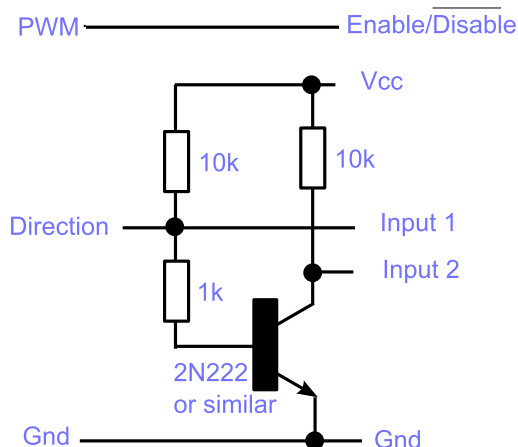 PWM
Enable/Disable
Vcc
10k
10k
Direction
Input 1
Input 2
1k
2N222
or similar
Gnd
Gnd